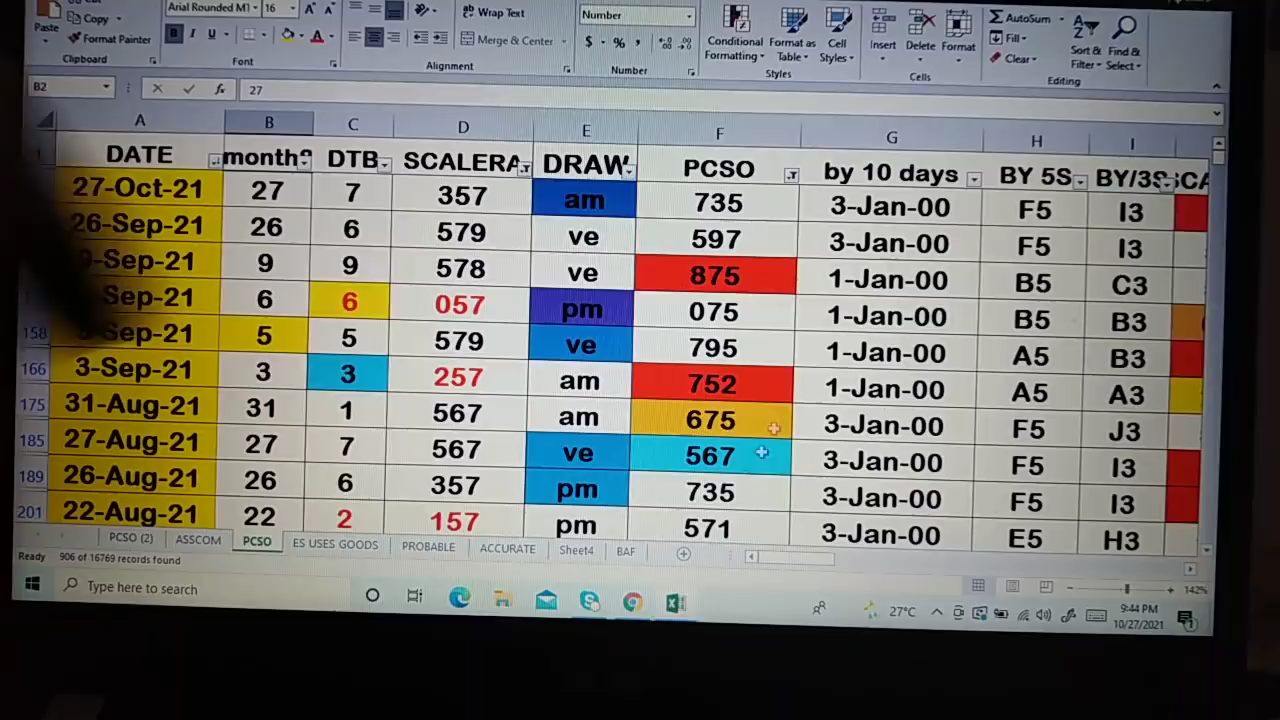 Arial Rounded MT 16 Wrap Text Number AutoSum
Copy Fill
Paste Format Painter B I U Merge & Center $ % Conditional Formatting Format as Table Cell Styles Insert Delete Format Clear Sort & Filter Find & Select
Clipboard Font Alignment Number Styles Cells Editing
B2 fx 27
A B C D E F G H I
DATE month? DTB SCALERA DRAW PCSO by 10 days BY 5S BY/3S
27-Oct-21 27 7 357 am 735 3-Jan-00 F5 I3
26-Sep-21 26 6 579 ve 597 3-Jan-00 F5 I3
-Sep-21 9 9 578 ve 875 1-Jan-00 B5 C3
Sep-21 6 6 057 pm 075 1-Jan-00 B5 B3
158 -Sep-21 5 5 579 ve 795 1-Jan-00 A5 B3
166 3-Sep-21 3 3 257 am 752 1-Jan-00 A5 A3
175 31-Aug-21 31 1 567 am 675 3-Jan-00 F5 J3
185 27-Aug-21 27 7 567 ve 567 3-Jan-00 F5 I3
189 26-Aug-21 26 6 357 pm 735 3-Jan-00 F5 I3
201 22-Aug-21 22 2 157 pm 571 3-Jan-00 E5 H3
PCSO (2) ASSCOM PCSO ES USES GOODS PROBABLE ACCURATE Sheet4 BAF
Ready 906 of 16769 records found 142%
Type here to search 27°C 9:44 PM
10/27/2021